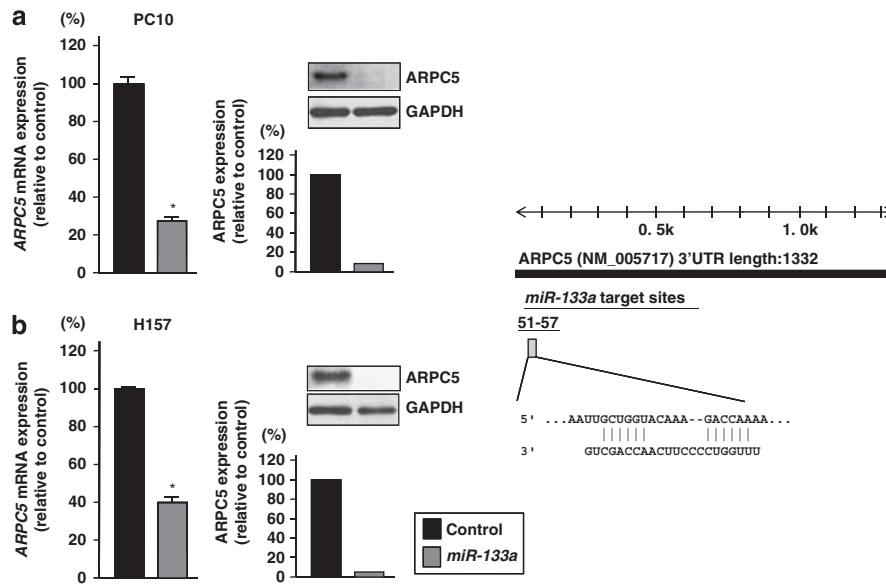 a
(%)
PC10
120
100
80
60
40
20
0
ARPC5 mRNA expression
(relative to control)
*
ARPC5
GAPDH
(%)
120
100
80
60
40
20
0
ARPC5 expression
(relative to control)
b
(%)
H157
120
100
80
60
40
20
0
ARPC5 mRNA expression
(relative to control)
*
ARPC5
GAPDH
(%)
120
100
80
60
40
20
0
ARPC5 expression
(relative to control)
Control
miR-133a
0.5k 1.0k
ARPC5 (NM_005717) 3'UTR length:1332
miR-133a target sites
51-57
5' ...AAUUGCUGGUACAAA--GACCAAAA...
3' GUCGACCAACUUCCCCUGGUUU